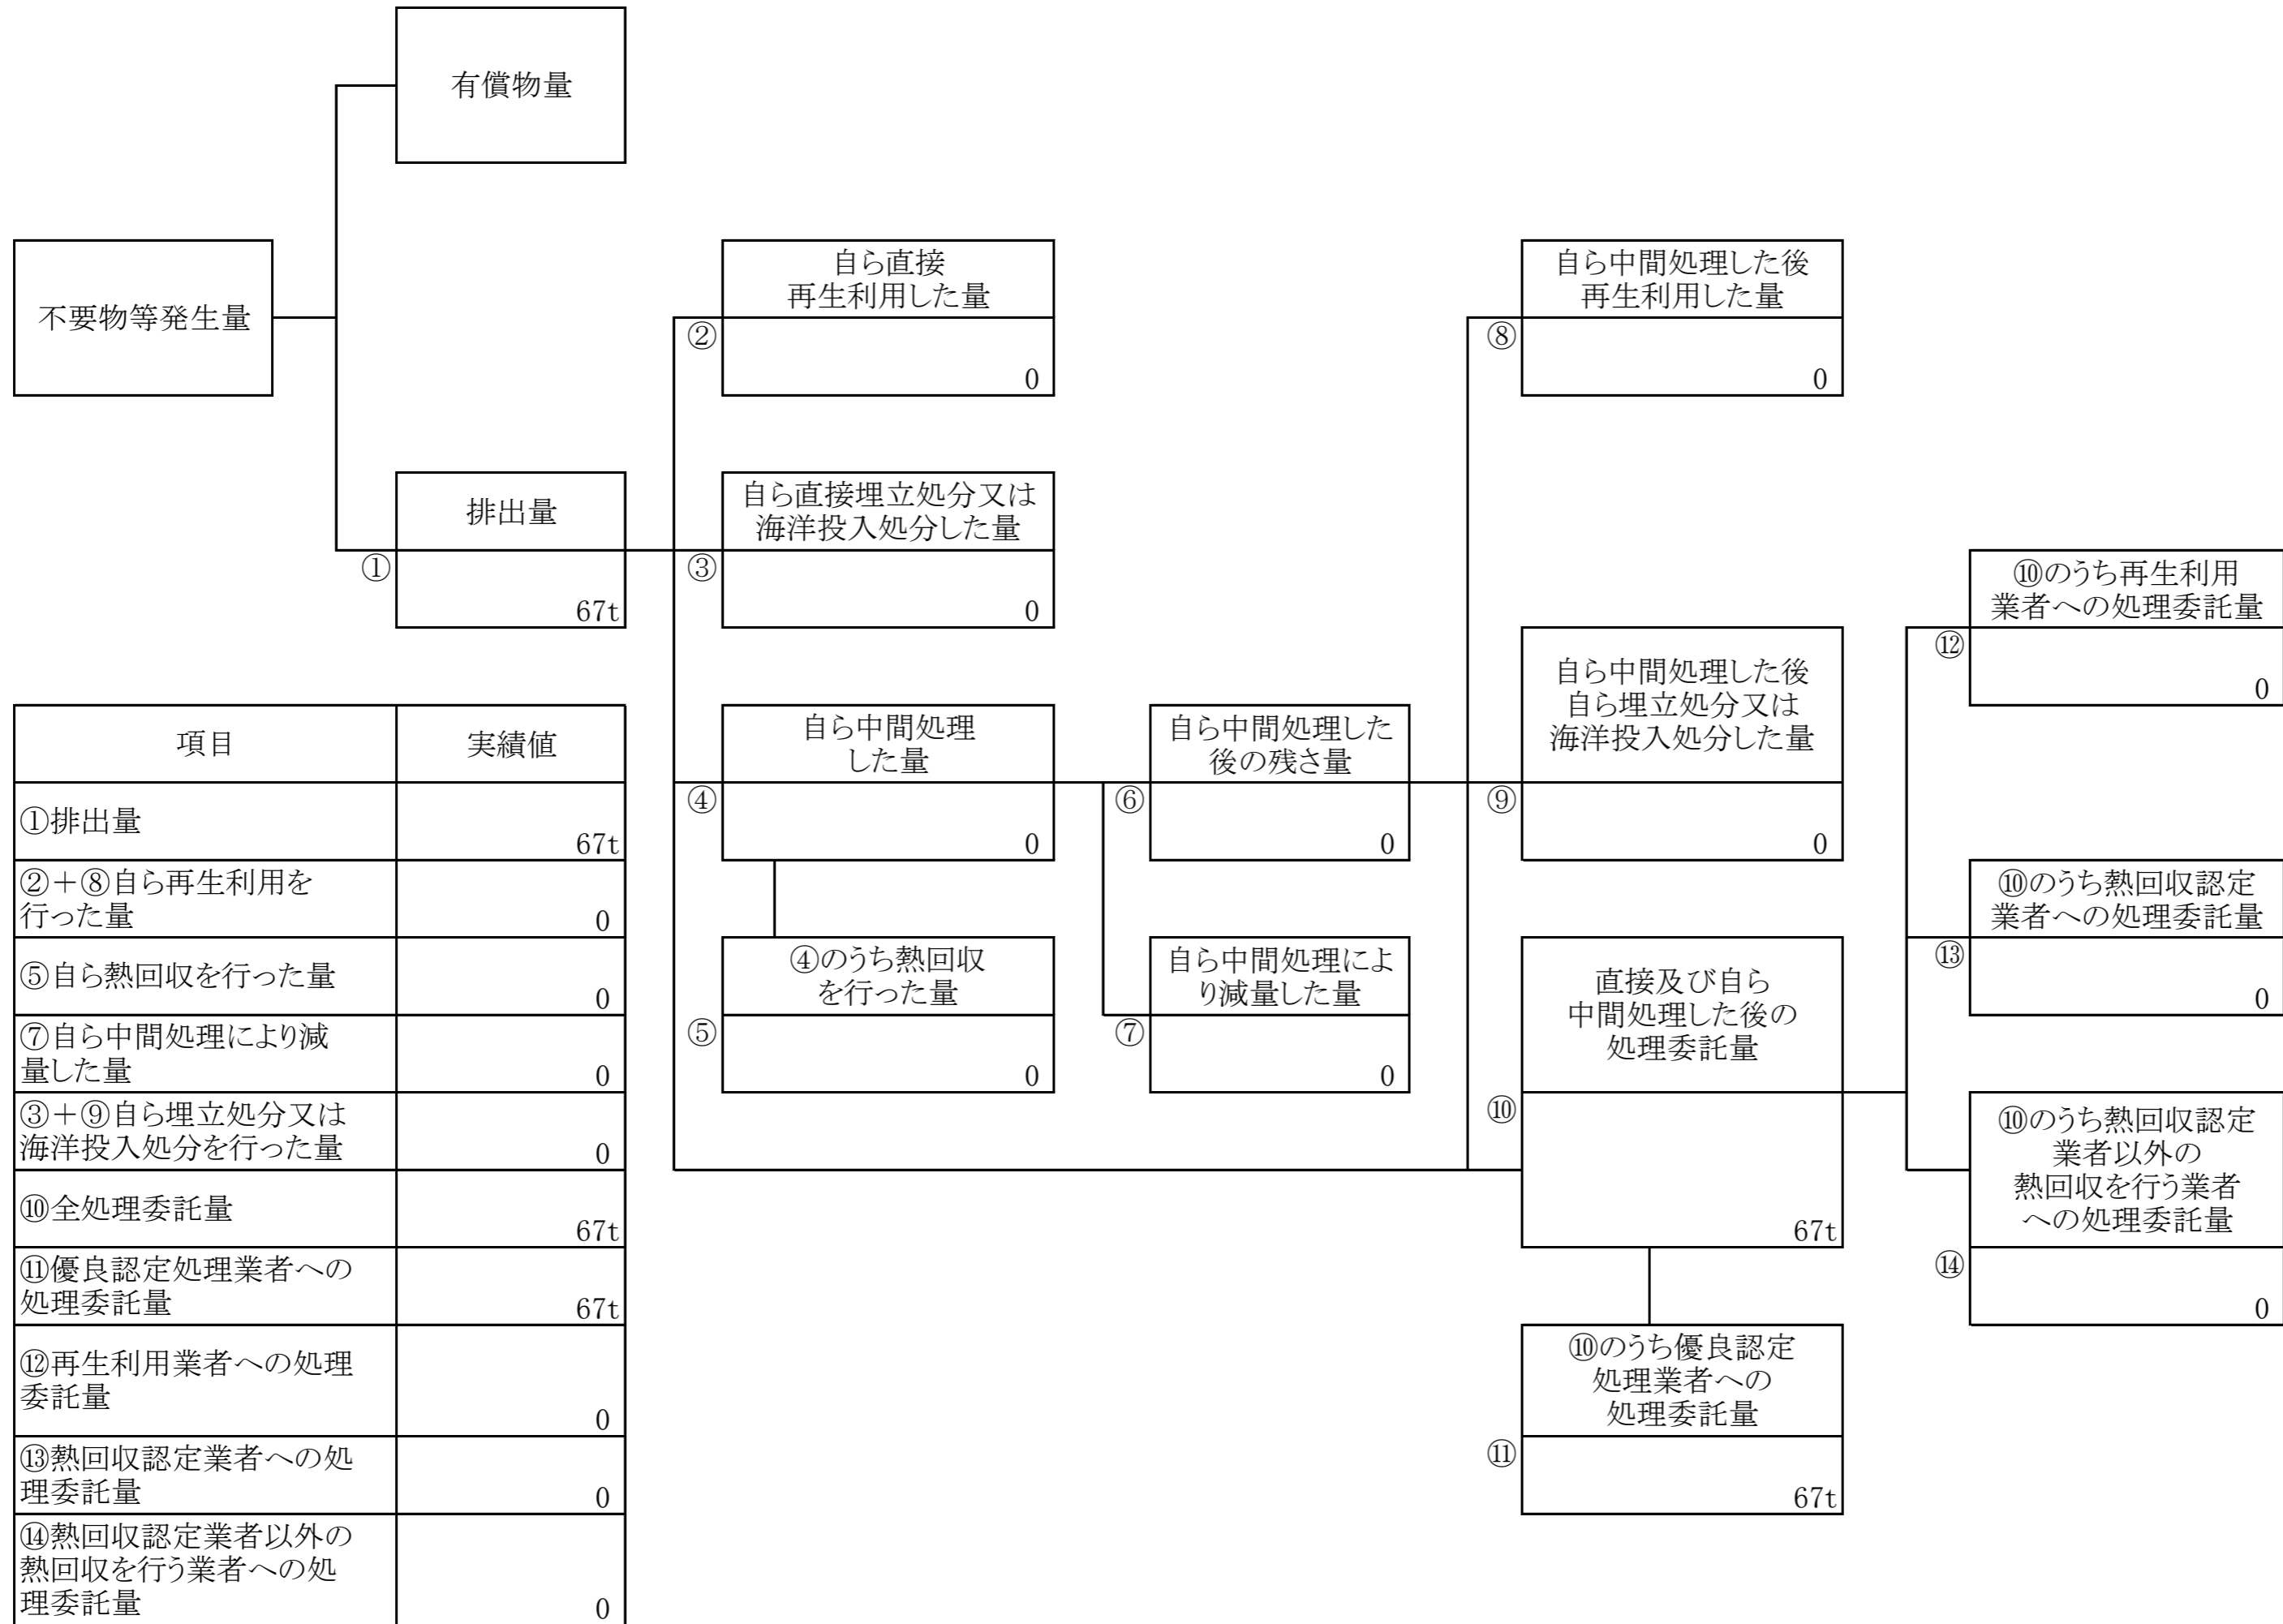 有償物量
不要物等発生量
自ら直接
再生利用した量
②
0
自ら中間処理した後
再生利用した量
⑧
0
排出量
①
67t
自ら直接埋立処分又は
海洋投入処分した量
③
0
⑩のうち再生利用
業者への処理委託量
⑫
0
自ら中間処理
した量
④
0
自ら中間処理した
後の残さ量
⑥
0
自ら中間処理した後
自ら埋立処分又は
海洋投入処分した量
⑨
0
⑩のうち熱回収認定
業者への処理委託量
⑬
0
④のうち熱回収
を行った量
⑤
0
自ら中間処理によ
り減量した量
⑦
0
直接及び自ら
中間処理した後の
処理委託量
⑩
67t
⑩のうち熱回収認定
業者以外の
熱回収を行う業者
への処理委託量
⑭
0
⑩のうち優良認定
処理業者への
処理委託量
⑪
67t
項目 実績値
①排出量
67t
②+⑧自ら再生利用を
行った量
0
⑤自ら熱回収を行った量
0
⑦自ら中間処理により減
量した量
0
③+⑨自ら埋立処分又は
海洋投入処分を行った量
0
⑩全処理委託量
67t
⑪優良認定処理業者への
処理委託量
67t
⑫再生利用業者への処理
委託量
0
⑬熱回収認定業者への処
理委託量
0
⑭熱回収認定業者以外の
熱回収を行う業者への処
理委託量
0